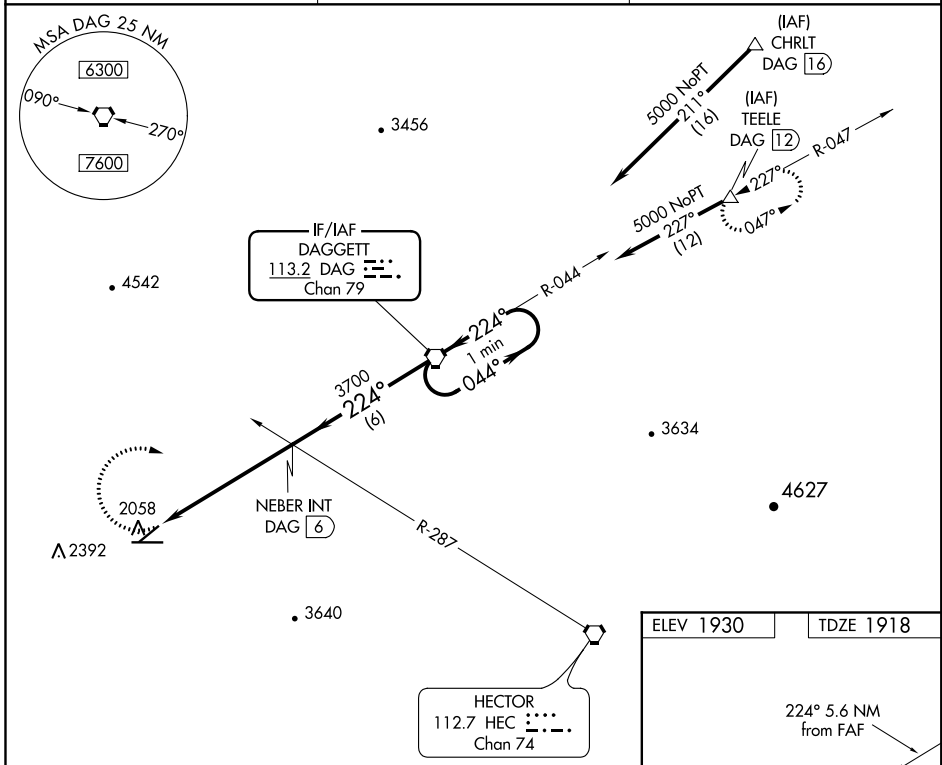 MSA DAG 25 NM
6300
090°
270°
7600
(IAF)
CHRLT
DAG 16
5000 NoPT
211°
(16)
(IAF)
TEELE
DAG 12
R-047
227°
047°
5000 NoPT
227°
(12)
3456
4542
IF/IAF
DAGGETT
113.2 DAG
Chan 79
R-044
224°
1 min
044°
3700
224°
(6)
3634
4627
NEBER INT
DAG 6
2058
2392
R-287
3640
HECTOR
112.7 HEC
Chan 74
ELEV 1930
TDZE 1918
224° 5.6 NM
from FAF